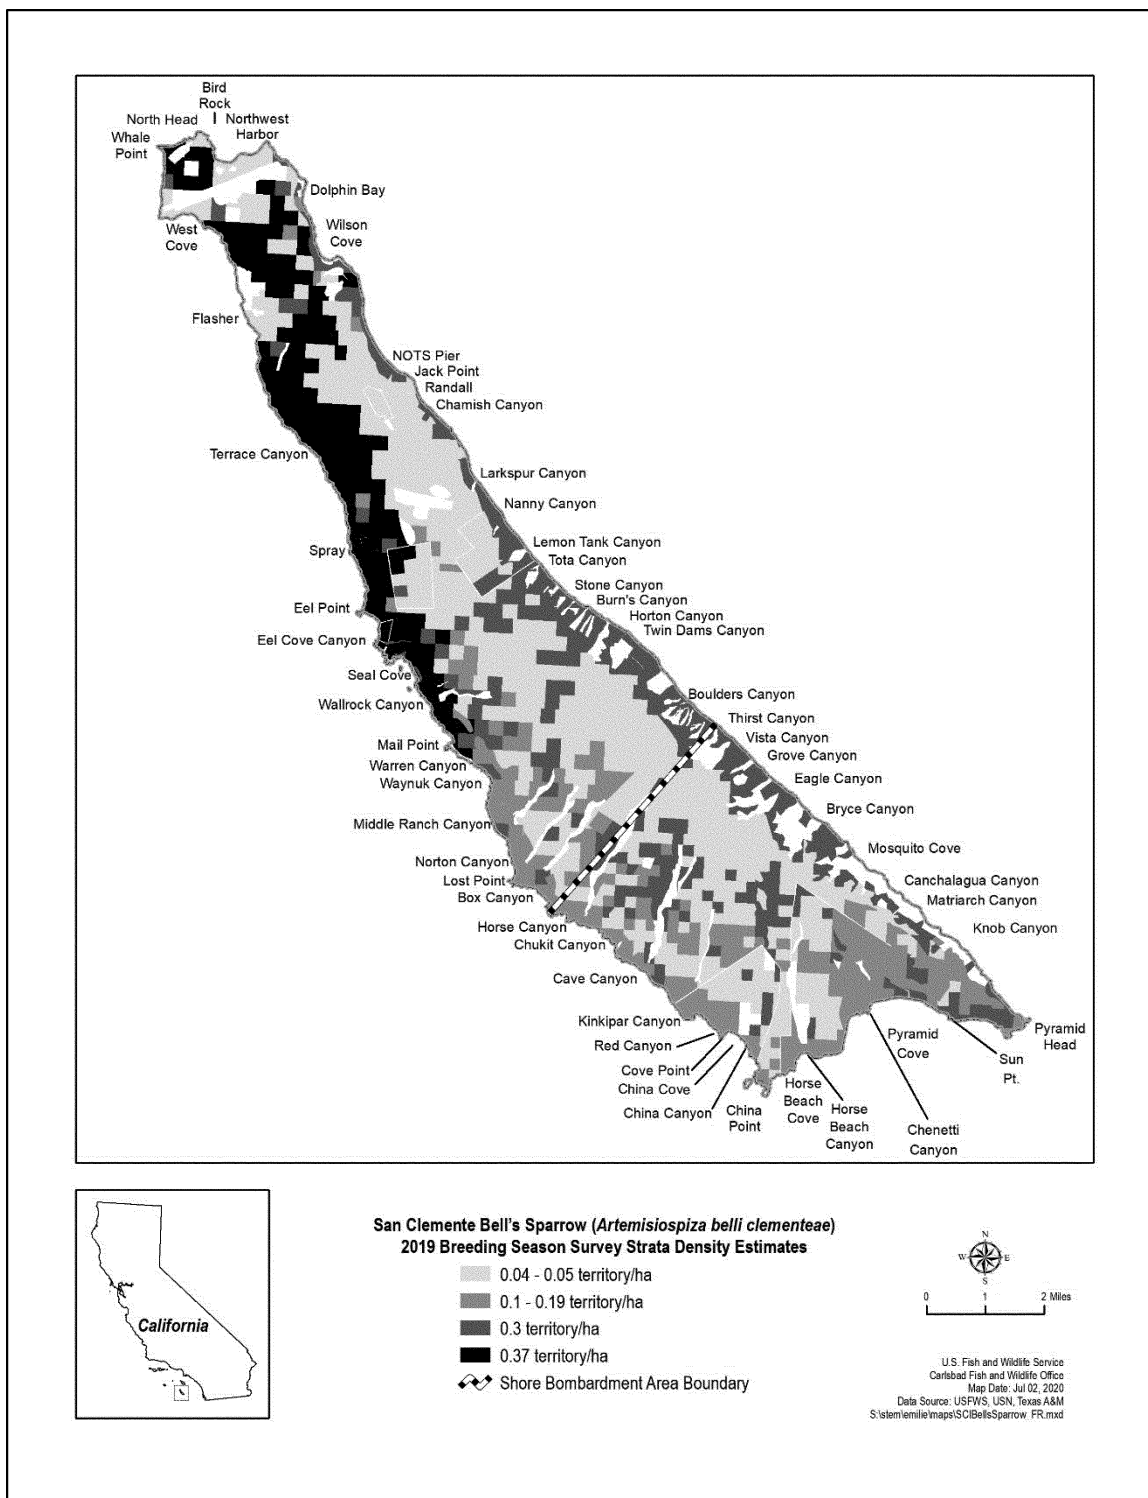 Bird
Rock
North Head
Northwest
Harbor
Whale
Point
Dolphin Bay
West
Cove
Wilson
Cove
Flasher
NOTS Pier
Jack Point
Randall
Chamish Canyon
Terrace Canyon
Larkspur Canyon
Nanny Canyon
Lemon Tank Canyon
Spray
Tota Canyon
Stone Canyon
Burn's Canyon
Eel Point
Horton Canyon
Twin Dams Canyon
Eel Cove Canyon
Seal Cove
Boulders Canyon
Wallrock Canyon
Thirst Canyon
Vista Canyon
Mail Point
Grove Canyon
Warren Canyon
Eagle Canyon
Waynuk Canyon
Bryce Canyon
Middle Ranch Canyon
Mosquito Cove
Norton Canyon
Lost Point
Canchalagua Canyon
Box Canyon
Matriarch Canyon
Horse Canyon
Knob Canyon
Chukit Canyon
Cave Canyon
Kinkipar Canyon
Red Canyon
Pyramid
Cove
Pyramid
Head
Sun
Pt.
Cove Point
China Cove
China Canyon
China
Point
Horse
Beach
Cove
Horse
Beach
Canyon
Chenetti
Canyon
California
San Clemente Bell's Sparrow (Artemisiospiza belli clementeae)
2019 Breeding Season Survey Strata Density Estimates
0.04 - 0.05 territory/ha
0.1 - 0.19 territory/ha
0.3 territory/ha
0.37 territory/ha
Shore Bombardment Area Boundary
N
W E
S
0 1 2 Miles
U.S. Fish and Wildlife Service
Carlsbad Fish and Wildlife Office
Map Date: Jul 02, 2020
Data Source: USFWS, USN, Texas A&M
S:\stem\emilie\maps\SCIBellsSparrow FR.mxd